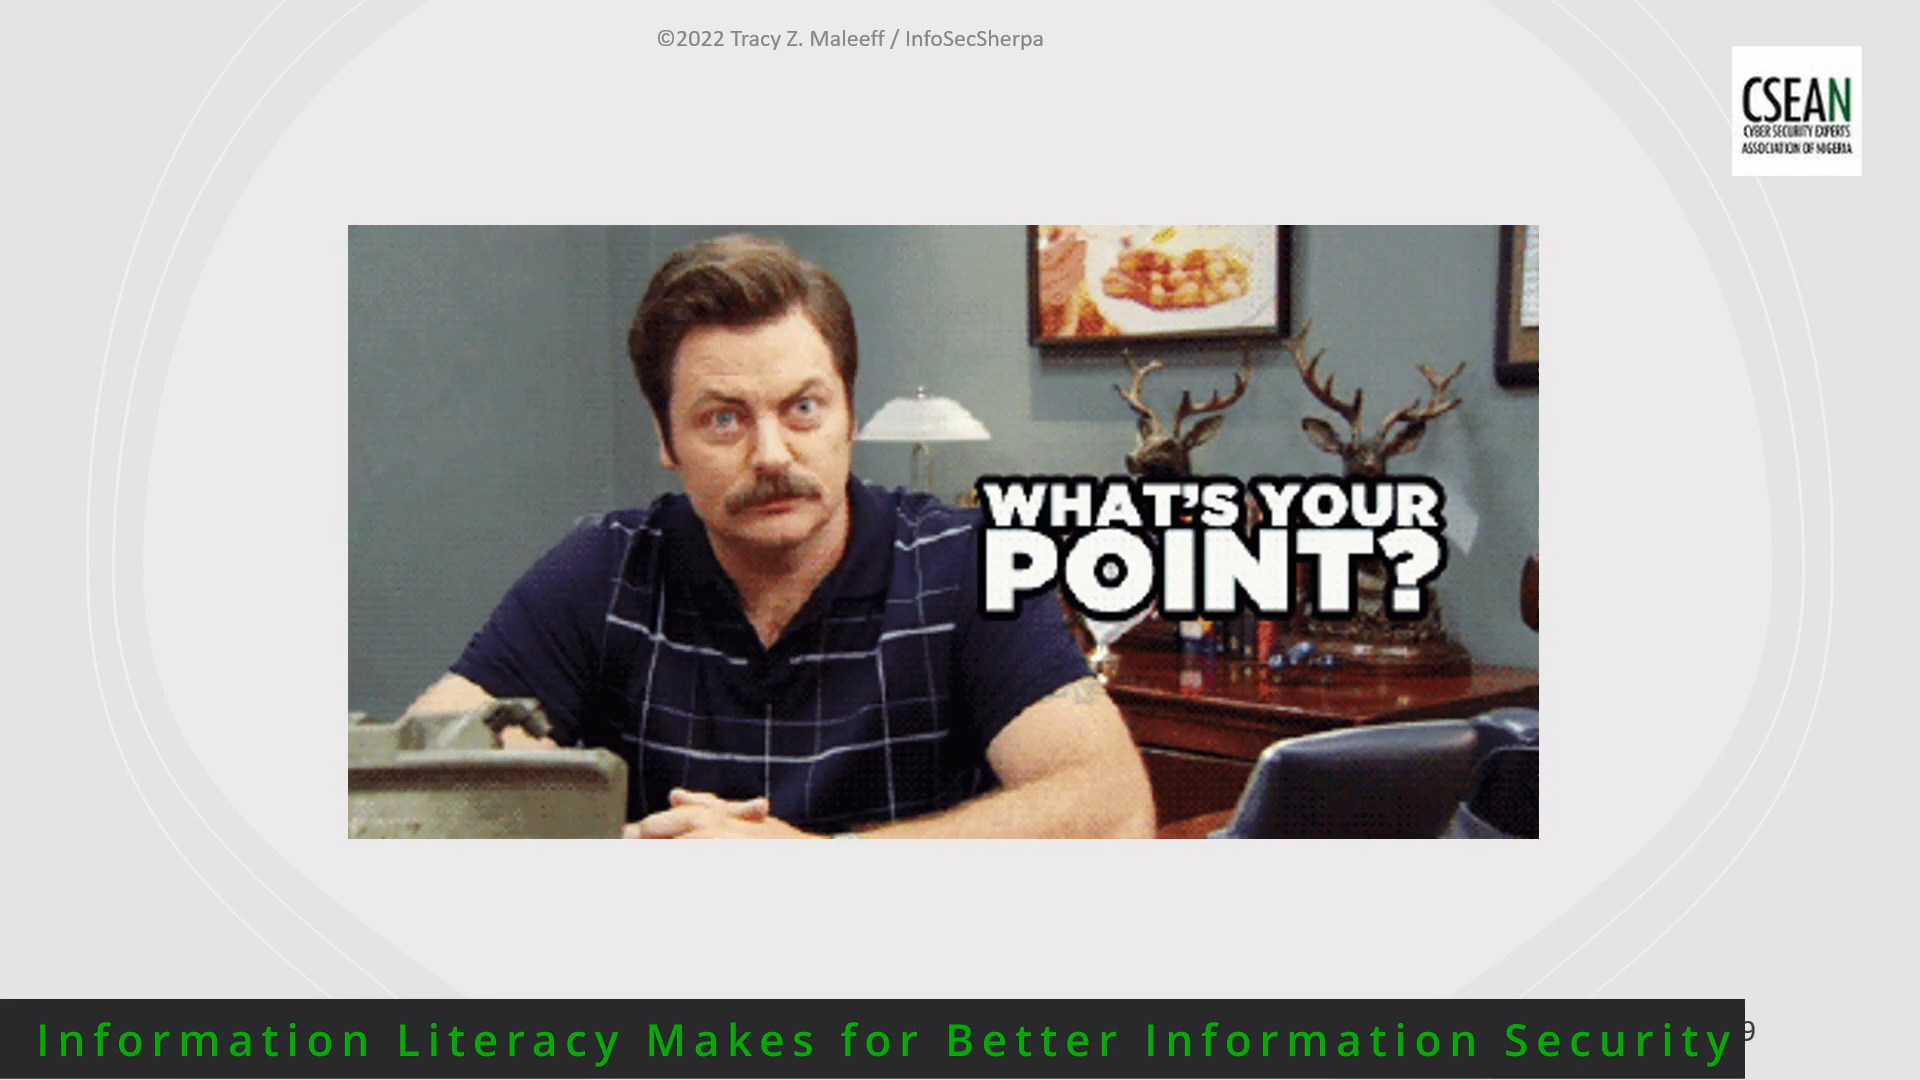 ©2022 Tracy Z. Maleeff / InfoSecSherpa
CSEAN
CYBER SECURITY EXPERTS
ASSOCIATION OF NIGERIA
WHAT'S YOUR
POINT?
Information Literacy Makes for Better Information Security
9